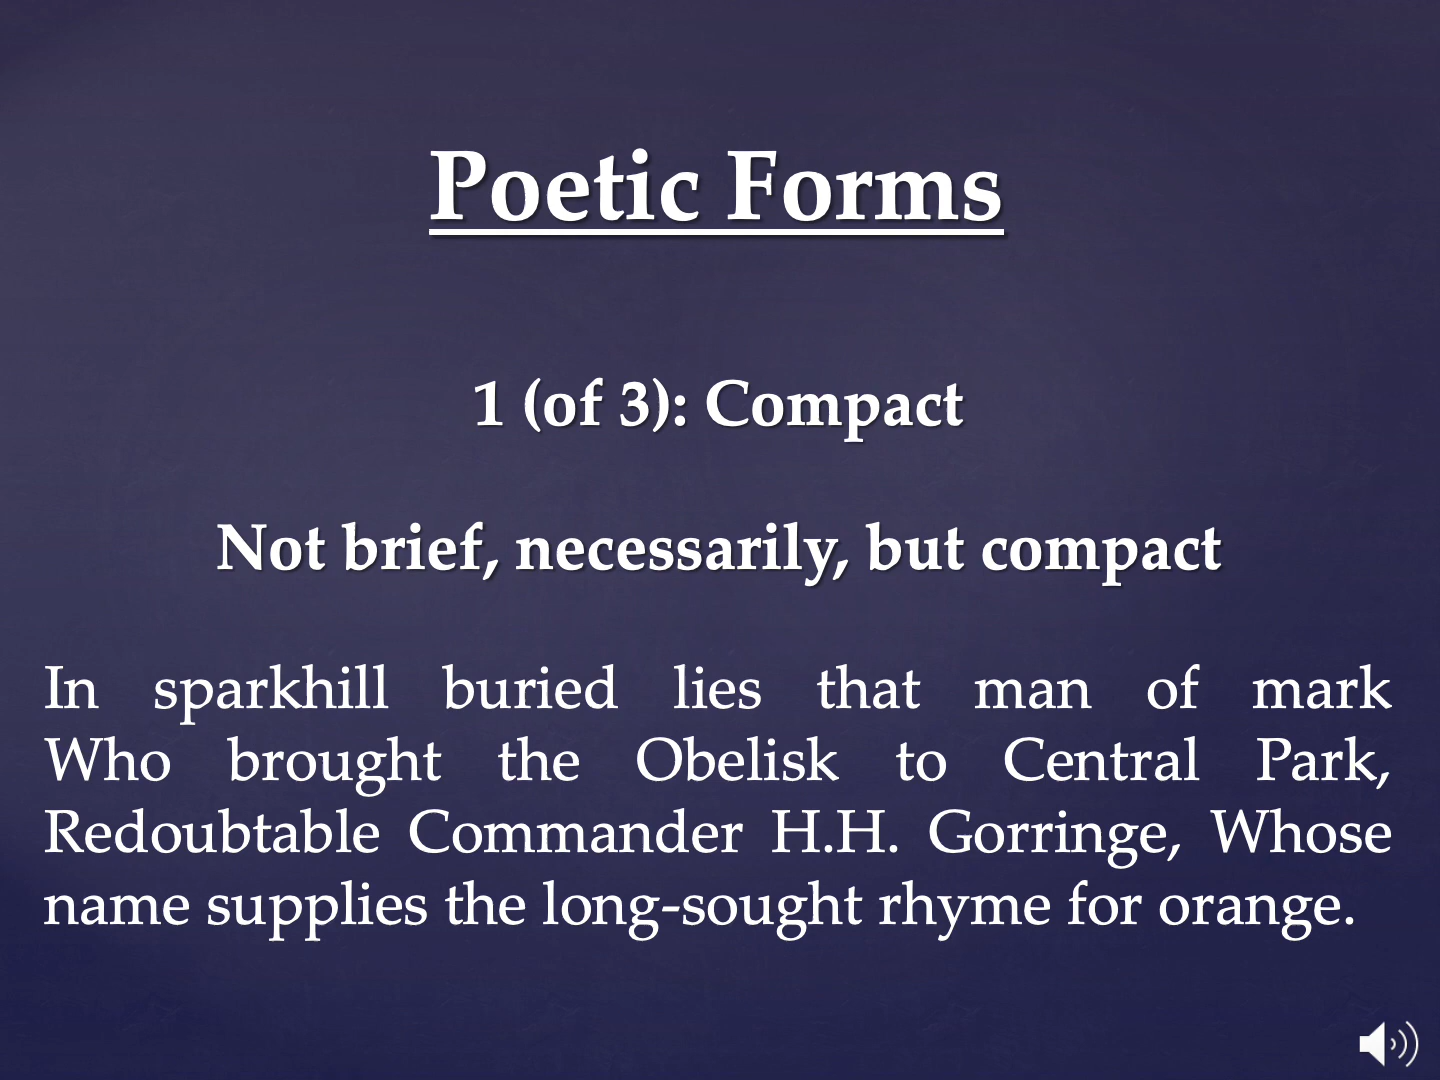 Poetic Forms
1 (of 3): Compact
Not brief, necessarily, but compact
In sparkhill buried lies that man of mark
Who brought the Obelisk to Central Park,
Redoubtable Commander H.H. Gorringe, Whose
name supplies the long-sought rhyme for orange.